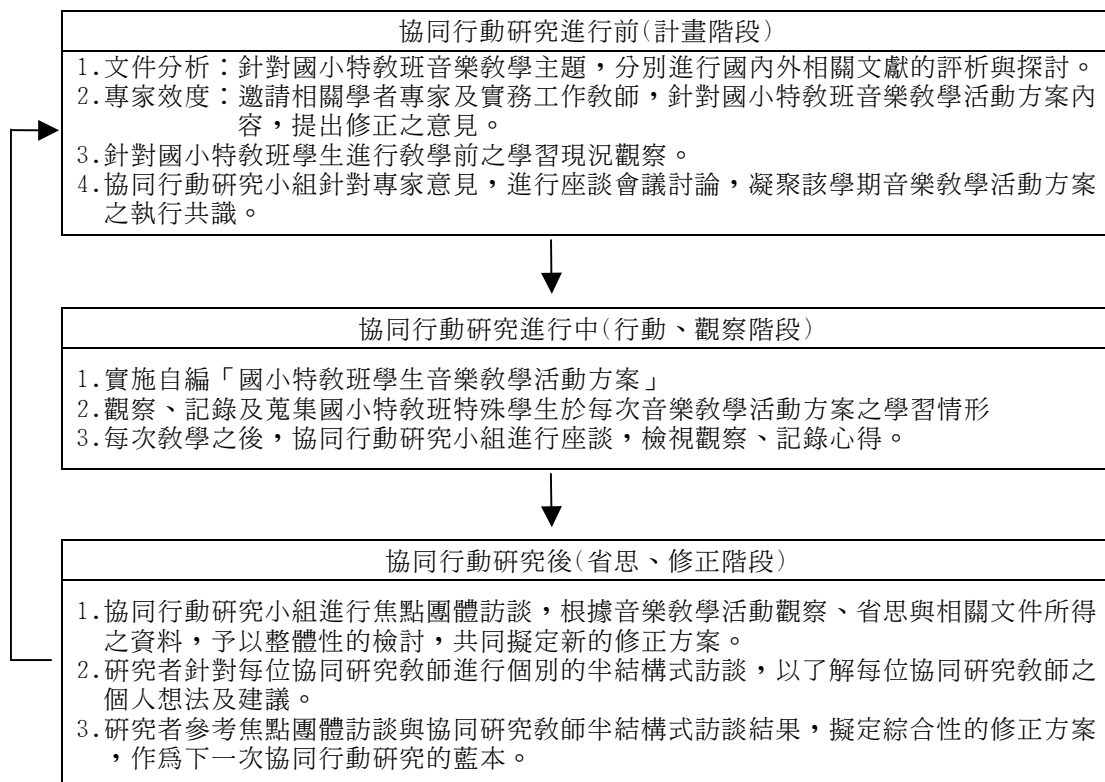 協同行動研究進行前(計畫階段)
1.文件分析：針對國小特教班音樂教學主題，分別進行國內外相關文獻的評析與探討。
2.專家效度：邀請相關學者專家及實務工作教師，針對國小特教班音樂教學活動方案內
容，提出修正之意見。
3.針對國小特教班學生進行教學前之學習現況觀察。
4.協同行動研究小組針對專家意見，進行座談會議討論，凝聚該學期音樂教學活動方案
之執行共識。
協同行動研究進行中(行動、觀察階段)
1.實施自編「國小特教班學生音樂教學活動方案」
2.觀察、記錄及蒐集國小特教班特殊學生於每次音樂教學活動方案之學習情形
3.每次教學之後，協同行動研究小組進行座談，檢視觀察、記錄心得。
協同行動研究後(省思、修正階段)
1.協同行動研究小組進行焦點團體訪談，根據音樂教學活動觀察、省思與相關文件所得
之資料，予以整體性的檢討，共同擬定新的修正方案。
2.研究者針對每位協同研究教師進行個別的半結構式訪談，以了解每位協同研究教師之
個人想法及建議。
3.研究者參考焦點團體訪談與協同研究教師半結構式訪談結果，擬定綜合性的修正方案
，作為下一次協同行動研究的藍本。